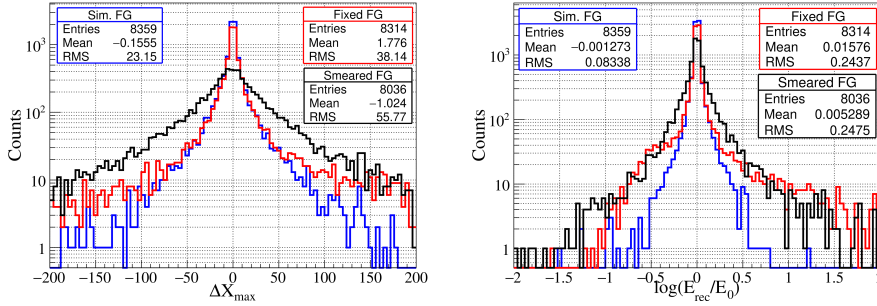 Sim. FG
Entries 8359
Mean −0.1555
RMS 23.15
Fixed FG
Entries 8314
Mean 1.776
RMS 38.14
Smeared FG
Entries 8036
Mean −1.024
RMS 55.77
Counts
10³
10²
10
1
−200 −150 −100 −50 0 50 100 150 200
ΔXmax
Sim. FG
Entries 8359
Mean −0.001273
RMS 0.08338
Fixed FG
Entries 8314
Mean 0.01576
RMS 0.2437
Smeared FG
Entries 8036
Mean 0.005289
RMS 0.2475
Counts
10³
10²
10
1
−2 −1.5 −1 −0.5 0 0.5 1 1.5 2
log(E_rec/E0)